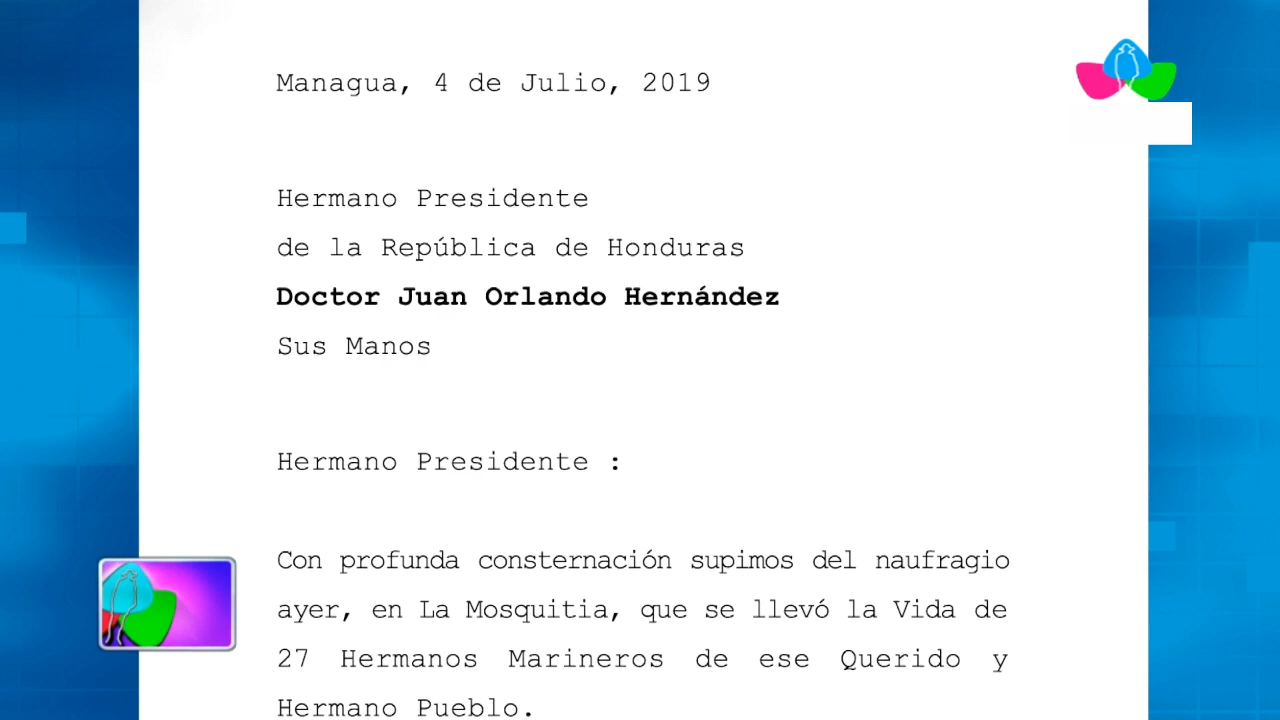 Managua, 4 de Julio, 2019
Hermano Presidente
de la República de Honduras
Doctor Juan Orlando Hernández
Sus Manos
Hermano Presidente :
Con profunda consternación supimos del naufragio
ayer, en La Mosquitia, que se llevó la Vida de
27 Hermanos Marineros de ese Querido y
Hermano Pueblo.